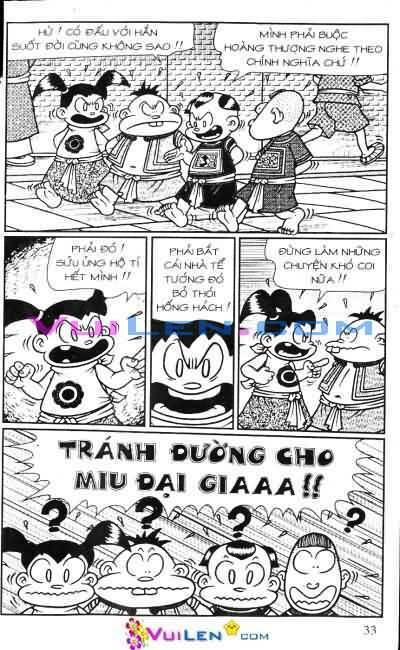 HỪ ! CÓ ĐẤU VỚI HẮN
SUỐT ĐỜI CŨNG KHÔNG SAO !!
MÌNH PHẢI BUỘC
HOÀNG THƯỢNG NGHE THEO
CHÍNH NGHĨA CHỨ !
PHẢI ĐÓ !
SỬU ỦNG HỘ TÍ
HẾT MÌNH !!
PHẢI BẮT
CÁI NHÀ TỂ
TƯỚNG ĐÓ
BỎ THÓI
HỐNG HÁCH !
ĐỪNG LÀM NHỮNG
CHUYỆN KHÓ COI
NỮA !!
VUILEN.COM
TRÁNH ĐƯỜNG CHO
MIU ĐẠI GIAAA !!
? ? ? ?
33
VUILEN.COM